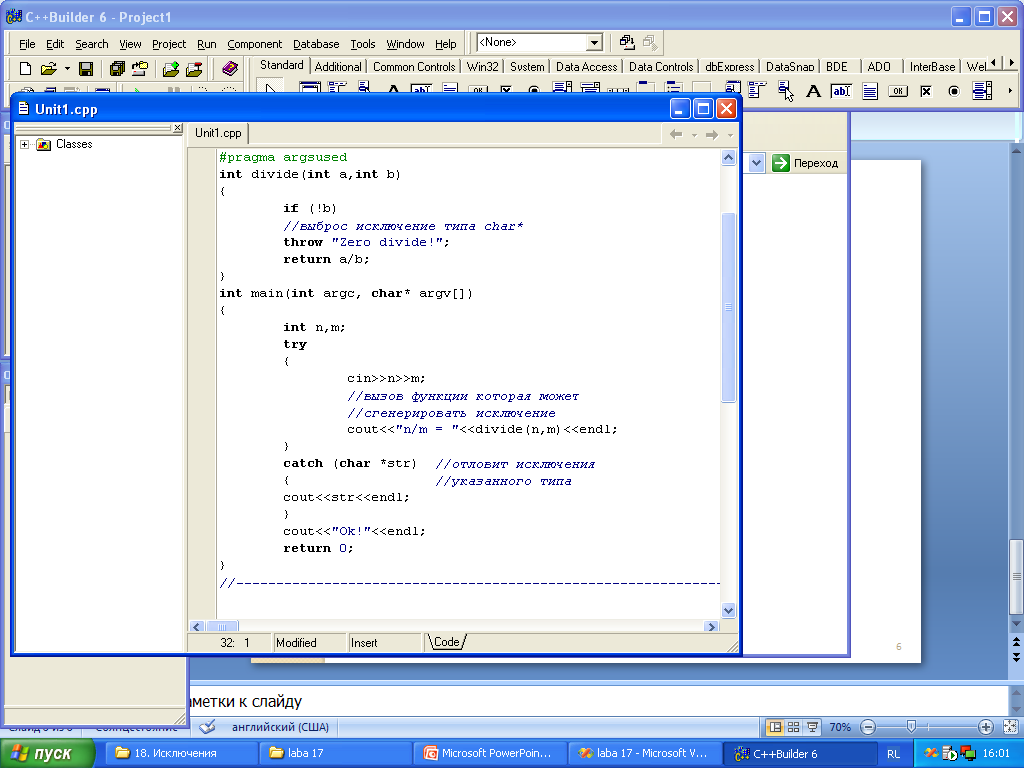 C++Builder 6 - Project1
File Edit Search View Project Run Component Database Tools Window Help <None>
Standard Additional Common Controls Win32 System Data Access Data Controls dbExpress DataSnap BDE ADO InterBase
Unit1.cpp
Classes
Unit1.cpp
Переход
#pragma argsused
int divide(int a,int b)
{
if (!b)
//выброс исключение типа char*
throw "Zero divide!";
return a/b;
}
int main(int argc, char* argv[])
{
int n,m;
try
{
cin>>n>>m;
//вызов функции которая может
//сгенерировать исключение
cout<<"n/m = "<<divide(n,m)<<endl;
}
catch (char *str) //отловит исключения
{ //указанного типа
cout<<str<<endl;
}
cout<<"Ok!"<<endl;
return 0;
}
//------------------------------------------------------------
32: 1 Modified Insert Code
6
аметки к слайду
английский (США) 70%
пуск 18. Исключения laba 17 Microsoft PowerPoin... laba 17 - Microsoft V... C++Builder 6 RL 16:01